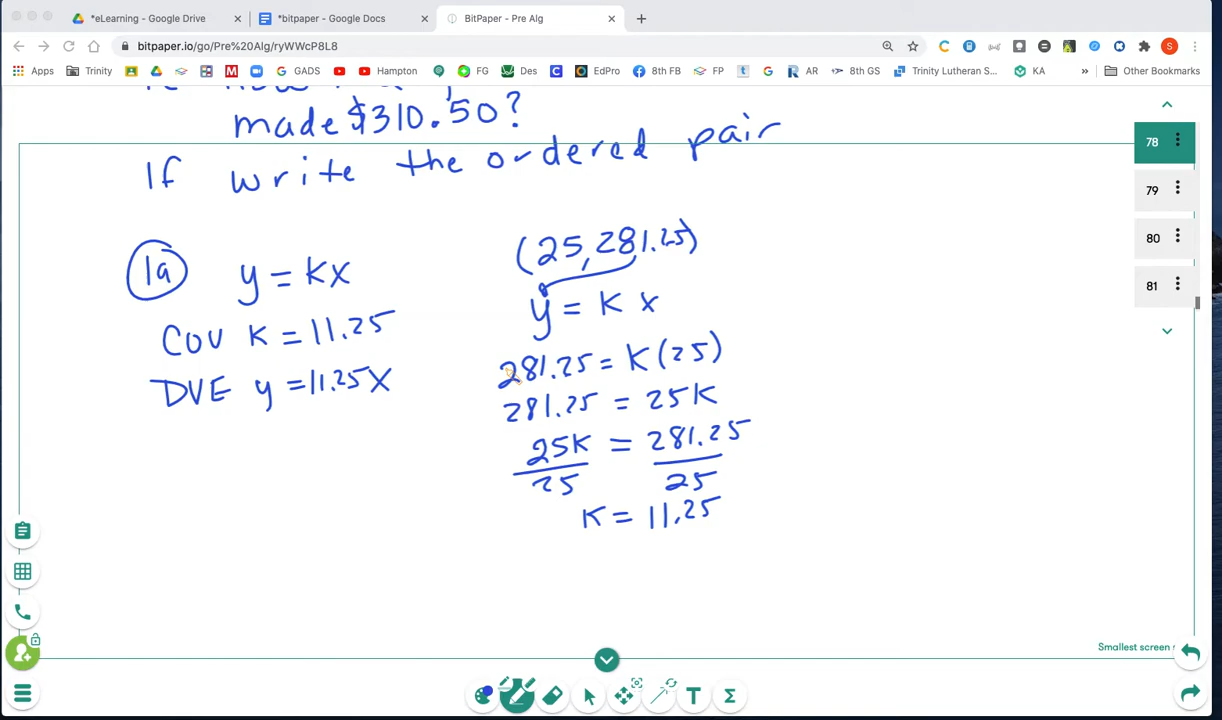 *eLearning - Google Drive
*bitpaper - Google Docs
BitPaper - Pre Alg
bitpaper.io/go/Pre%20Alg/ryWWcP8L8
Apps
Trinity
GADS
Hampton
FG
Des
EdPro
8th FB
FP
AR
8th GS
Trinity Lutheran S...
KA
»
Other Bookmarks
made $310.50?
If write the ordered pair
1a y = kx
COV K = 11.25
DVE y = 11.25x
(25, 281.25)
y = K x
281.25 = K(25)
281.25 = 25K
25K = 281.25
25 25
K = 11.25
78
79
80
81
Smallest screen